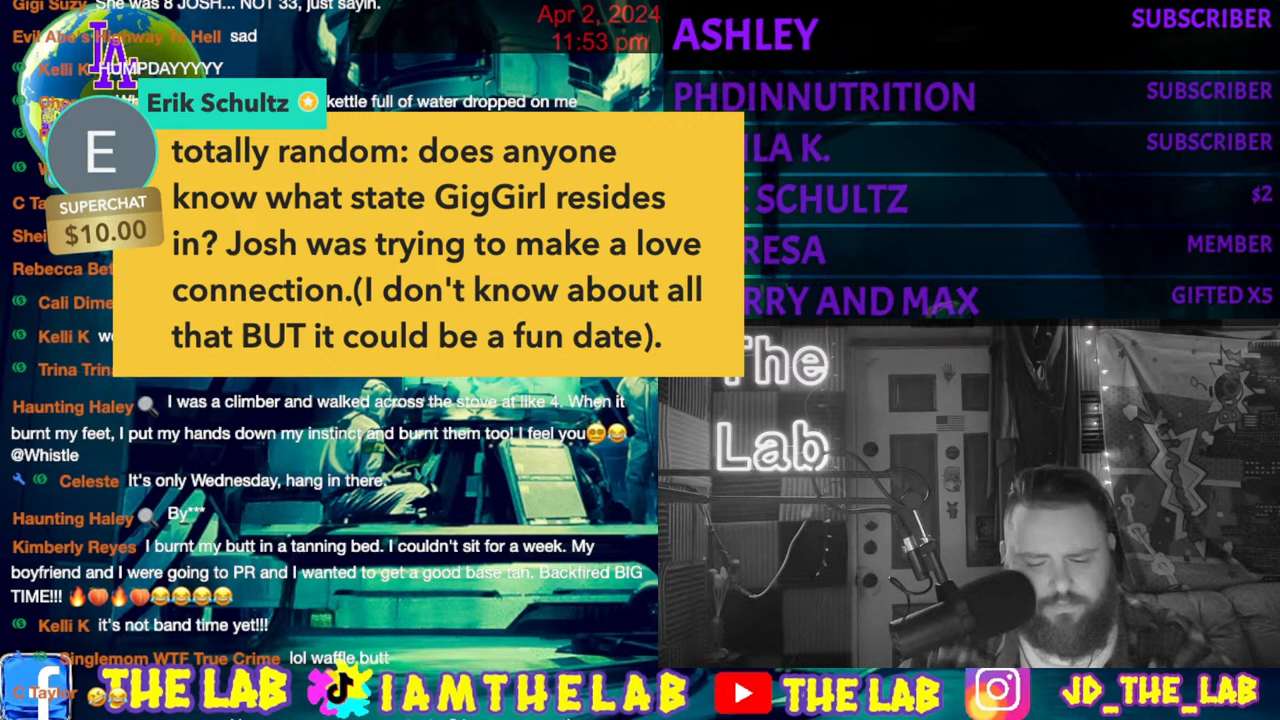 Gigi Suzy She was 8 JOSH... NOT 33, just sayin.
Evil Abe's Highway To Hell sad
Kelli K HUMPDAYYYYY
LA
kettle full of water dropped on me
Erik Schultz
E
SUPERCHAT
$10.00
totally random: does anyone
know what state GigGirl resides
in? Josh was trying to make a love
connection.(I don't know about all
that BUT it could be a fun date).
C Ta
Shei
Rebecca Bet
Cali Dime
Kelli K we
Trina Trina
Haunting Haley I was a climber and walked across the stove at like 4. When it
burnt my feet, I put my hands down my instinct and burnt them too! I feel you😵‍💫😂
@Whistle
Celeste It's only Wednesday, hang in there.
Haunting Haley By***
Kimberly Reyes I burnt my butt in a tanning bed. I couldn't sit for a week. My
boyfriend and I were going to PR and I wanted to get a good base tan. Backfired BIG
TIME!!! 🔥🍑🔥🍑😂😂😂😂
Kelli K it's not band time yet!!!
Singlemom WTF True Crime lol waffle butt
C Taylor 🤣😂
Apr 2, 2024
11:53 pm
ASHLEY SUBSCRIBER
PHDINNUTRITION SUBSCRIBER
ILA K. SUBSCRIBER
SCHULTZ $2
RESA MEMBER
RRY AND MAX GIFTED X5
The
Lab
THE LAB
IAMTHELAB
THE LAB
JD_THE_LAB